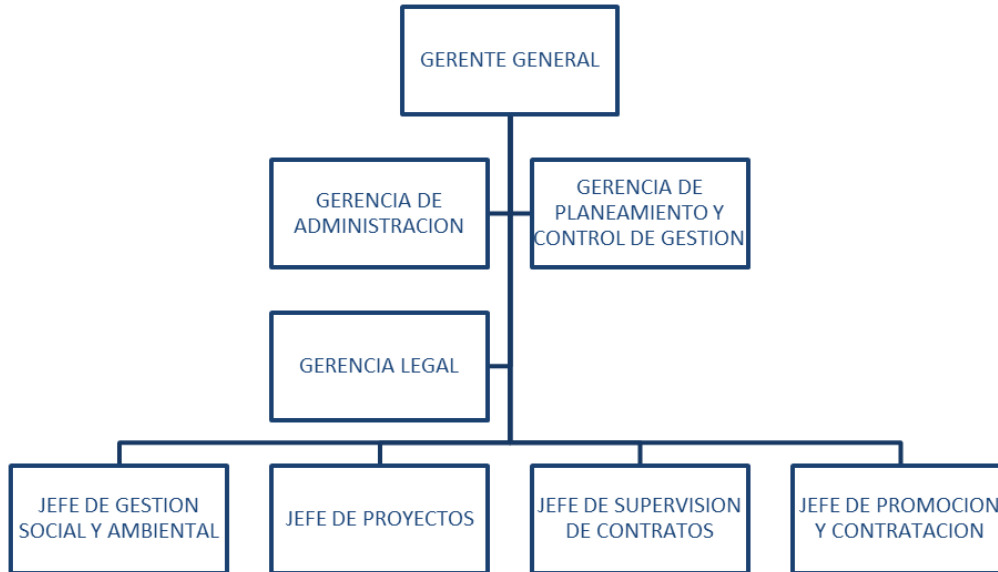 GERENTE GENERAL
GERENCIA DE
ADMINISTRACION
GERENCIA DE
PLANEAMIENTO Y
CONTROL DE GESTION
GERENCIA LEGAL
JEFE DE GESTION
SOCIAL Y AMBIENTAL
JEFE DE PROYECTOS
JEFE DE SUPERVISION
DE CONTRATOS
JEFE DE PROMOCION
Y CONTRATACION